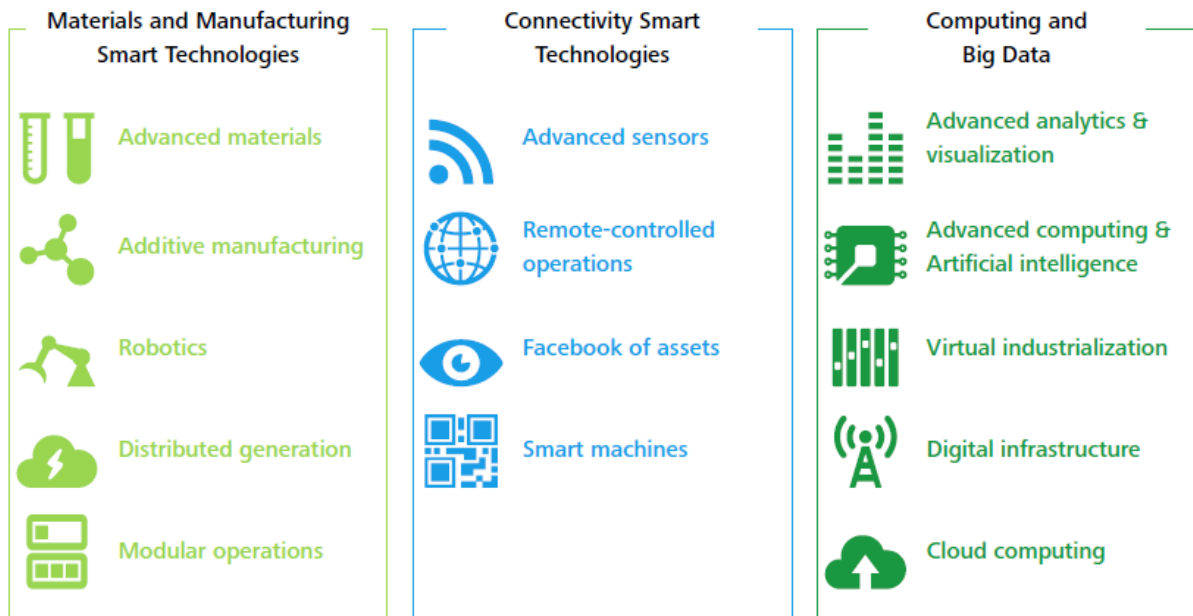 Materials and Manufacturing
Smart Technologies
Advanced materials
Additive manufacturing
Robotics
Distributed generation
Modular operations
Connectivity Smart
Technologies
Advanced sensors
Remote-controlled
operations
Facebook of assets
Smart machines
Computing and
Big Data
Advanced analytics &
visualization
Advanced computing &
Artificial intelligence
Virtual industrialization
Digital infrastructure
Cloud computing